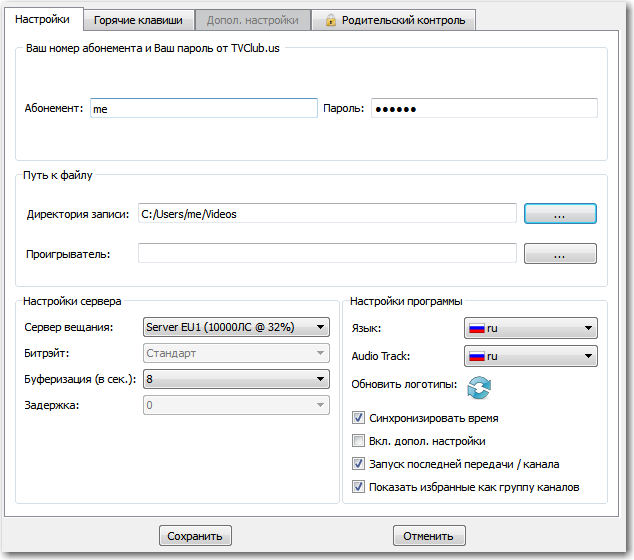 Настройки Горячие клавиши Допол. настройки Родительский контроль
Ваш номер абонемента и Ваш пароль от TVClub.us
Абонемент: me Пароль: ●●●●●●
Путь к файлу
Директория записи: C:/Users/me/Videos ...
Проигрыватель: ...
Настройки сервера
Сервер вещания: Server EU1 (10000ЛС @ 32%)
Битрэйт: Стандарт
Буферизация (в сек.): 8
Задержка: 0
Настройки программы
Язык: ru
Audio Track: ru
Обновить логотипы:
Синхронизировать время
Вкл. допол. настройки
Запуск последней передачи / канала
Показать избранные как группу каналов
Сохранить Отменить